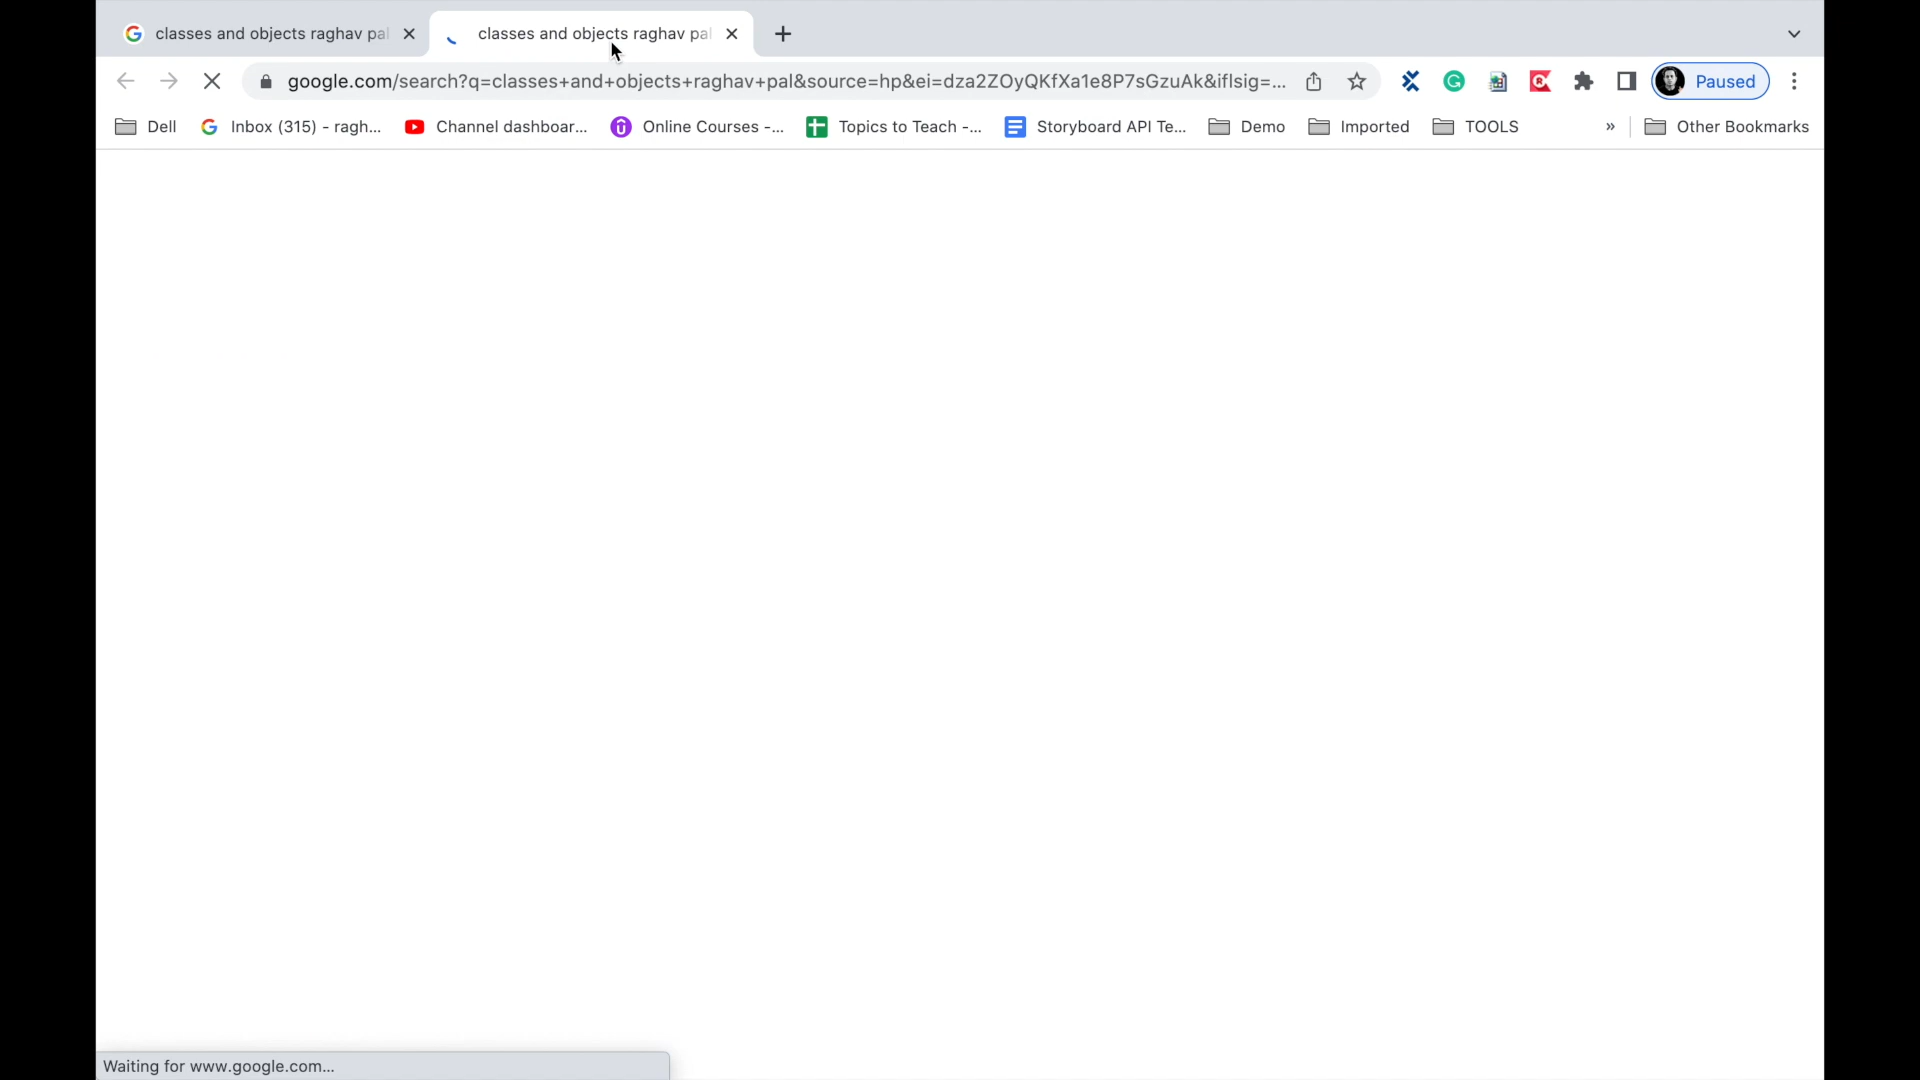 classes and objects raghav pal
classes and objects raghav pal
google.com/search?q=classes+and+objects+raghav+pal&source=hp&ei=dza2ZOyQKfXa1e8P7sGzuAk&iflsig=...
Paused
Dell
Inbox (315) - ragh...
Channel dashboar...
Online Courses -...
Topics to Teach -...
Storyboard API Te...
Demo
Imported
TOOLS
»
Other Bookmarks
Waiting for www.google.com...